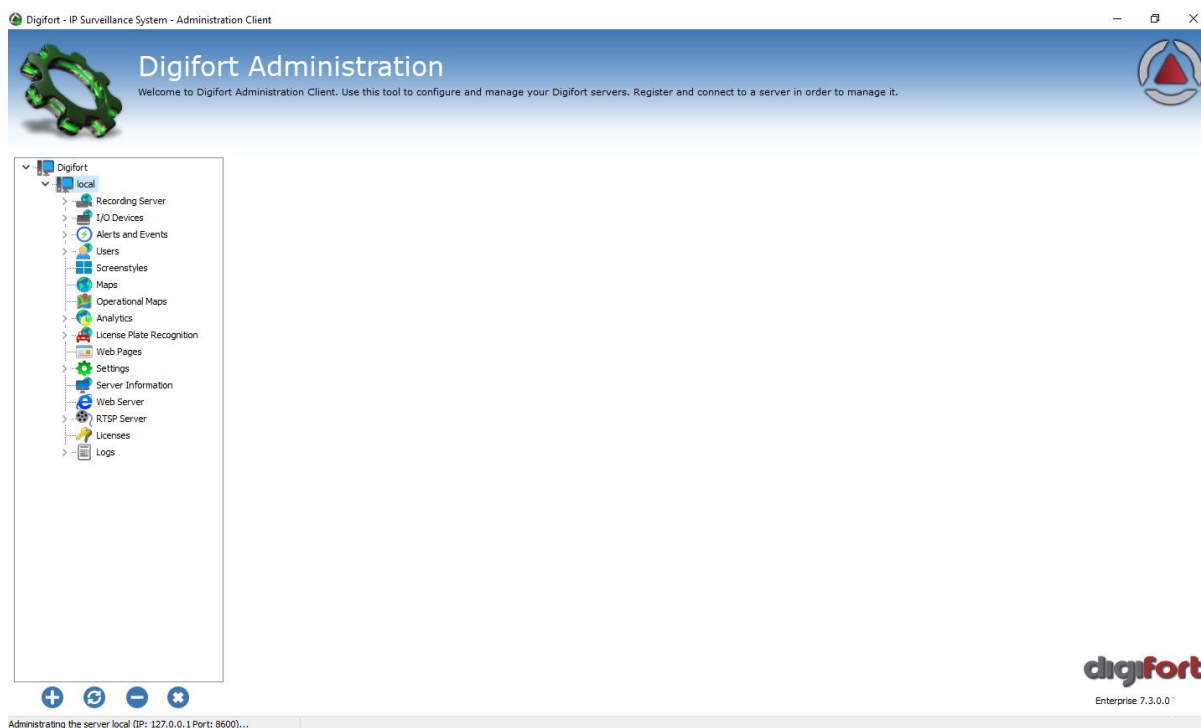 Digifort - IP Surveillance System - Administration Client
Digifort Administration
Welcome to Digifort Administration Client. Use this tool to configure and manage your Digifort servers. Register and connect to a server in order to manage it.
Digifort
local
Recording Server
I/O Devices
Alerts and Events
Users
Screenstyles
Maps
Operational Maps
Analytics
License Plate Recognition
Web Pages
Settings
Server Information
Web Server
RTSP Server
Licenses
Logs
digifort
Enterprise 7.3.0.0
Administrating the server local (IP: 127.0.0.1 Port: 8600)...